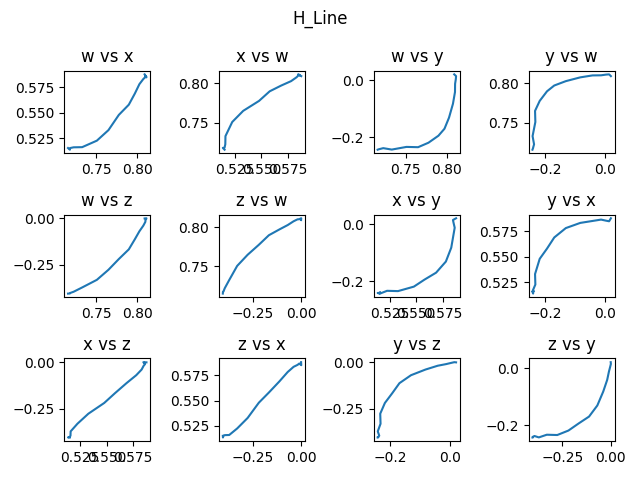 H_Line
w vs x
x vs w
w vs y
y vs w
0.575
0.550
0.525
0.75 0.80
0.80
0.75
0.525 0.550 0.575
0.0
−0.2
0.75 0.80
0.80
0.75
−0.2 0.0
w vs z
z vs w
x vs y
y vs x
0.00
−0.25
0.75 0.80
0.80
0.75
−0.25 0.00
0.0
−0.2
0.525 0.550 0.575
0.575
0.550
0.525
−0.2 0.0
x vs z
z vs x
y vs z
z vs y
0.00
−0.25
0.525 0.550 0.575
0.575
0.550
0.525
−0.25 0.00
0.00
−0.25
−0.2 0.0
0.0
−0.2
−0.25 0.00